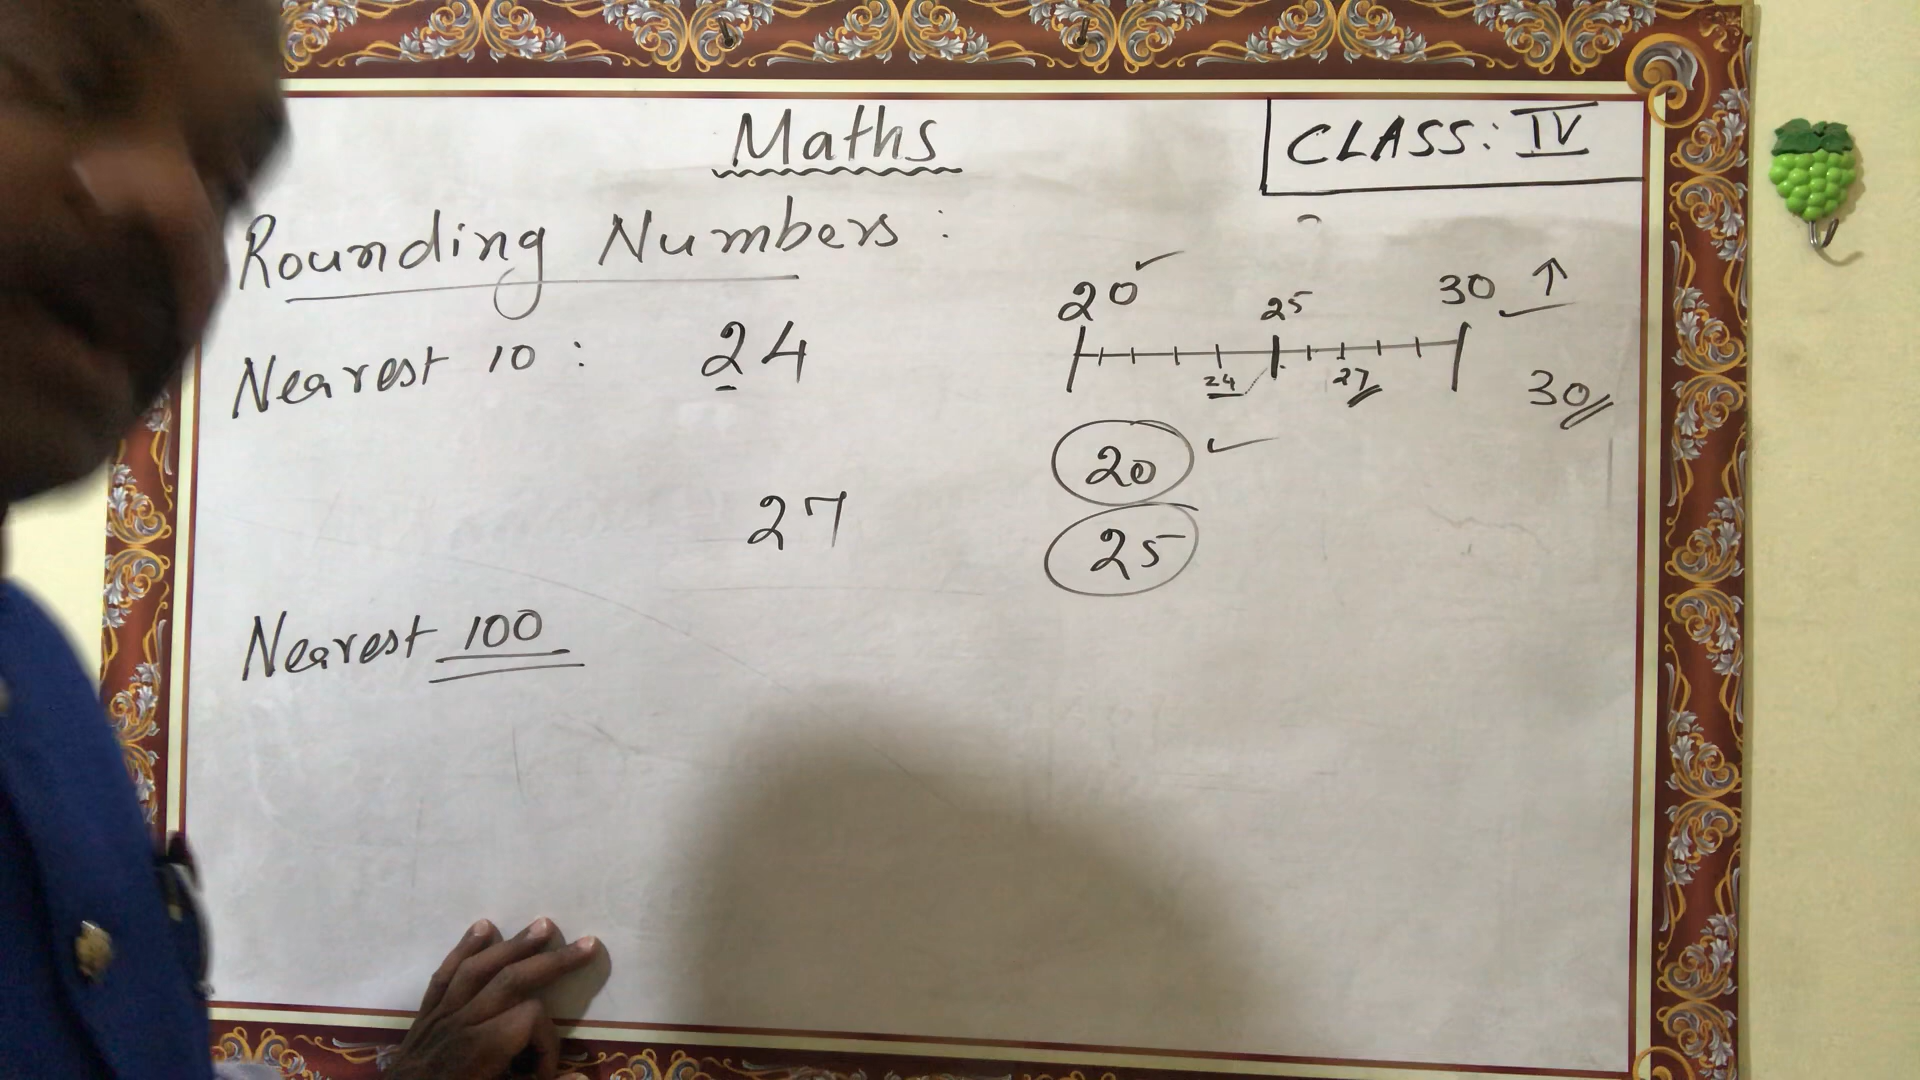 Maths
CLASS: IV
Rounding Numbers:
20 25 30 ↑
Nearest 10: 24
24 27 30
20
27
25
Nearest 100